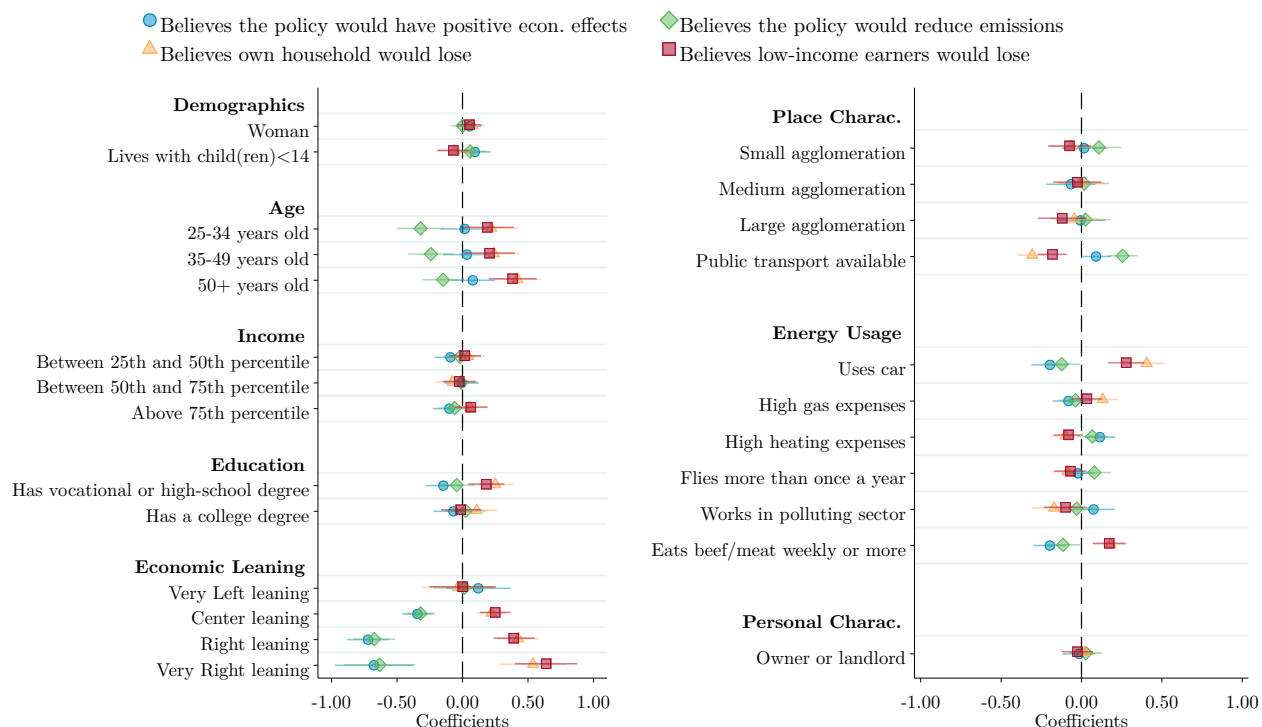 Believes the policy would have positive econ. effects
Believes the policy would reduce emissions
Believes own household would lose
Believes low-income earners would lose
Demographics
Woman
Lives with child(ren)<14
Age
25-34 years old
35-49 years old
50+ years old
Income
Between 25th and 50th percentile
Between 50th and 75th percentile
Above 75th percentile
Education
Has vocational or high-school degree
Has a college degree
Economic Leaning
Very Left leaning
Center leaning
Right leaning
Very Right leaning
-1.00 -0.50 0.00 0.50 1.00
Coefficients
Place Charac.
Small agglomeration
Medium agglomeration
Large agglomeration
Public transport available
Energy Usage
Uses car
High gas expenses
High heating expenses
Flies more than once a year
Works in polluting sector
Eats beef/meat weekly or more
Personal Charac.
Owner or landlord
-1.00 -0.50 0.00 0.50 1.00
Coefficients